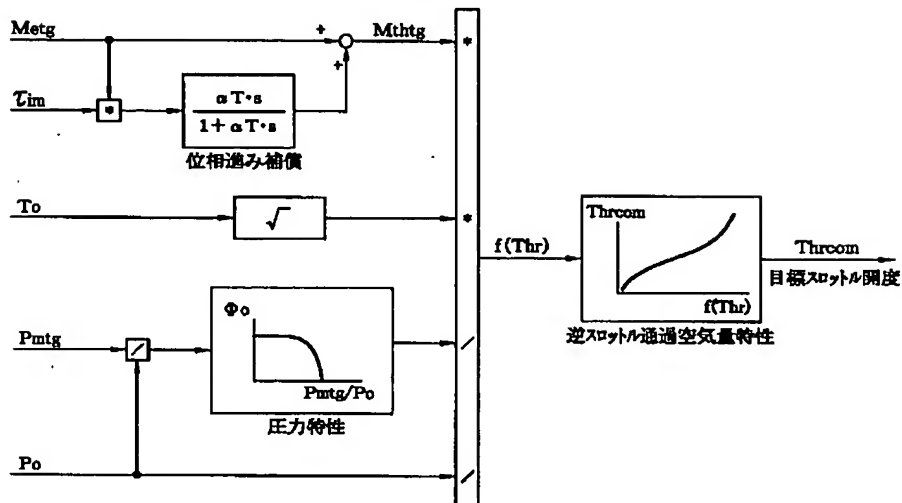 Metg
+
Mthtg
*
+
τim
*
αT·s
1+αT·s
位相進み補償
To
√
*
f(Thr)
Thrcom
f(Thr)
逆スロットル通過空気量特性
Thrcom
目標スロットル開度
Pmtg
/
Φo
Pmtg/Po
圧力特性
/
Po
/